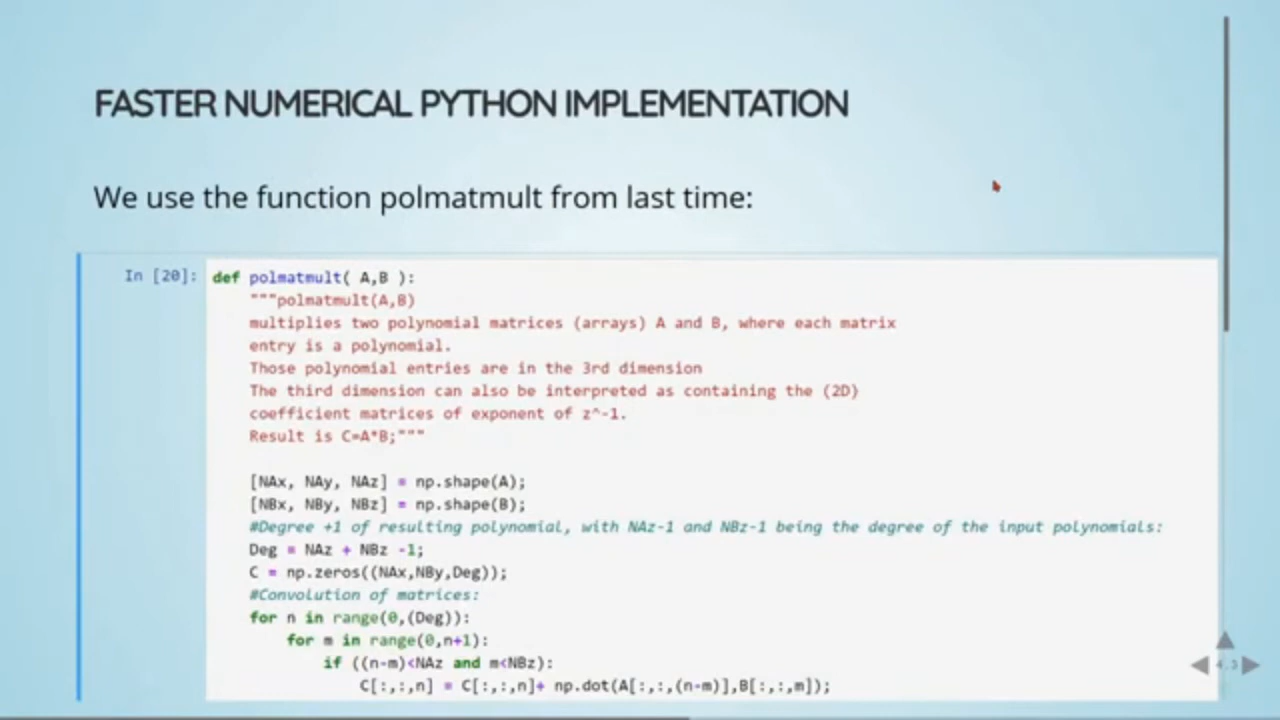 FASTER NUMERICAL PYTHON IMPLEMENTATION
We use the function polmatmult from last time:
In [20]: def polmatmult( A,B ):
"""polmatmult(A,B)
multiplies two polynomial matrices (arrays) A and B, where each matrix
entry is a polynomial.
Those polynomial entries are in the 3rd dimension
The third dimension can also be interpreted as containing the (2D)
coefficient matrices of exponent of z^-1.
Result is C=A*B;"""
[NAx, NAy, NAz] = np.shape(A);
[NBx, NBy, NBz] = np.shape(B);
#Degree +1 of resulting polynomial, with NAz-1 and NBz-1 being the degree of the input polynomials:
Deg = NAz + NBz -1;
C = np.zeros((NAx,NBy,Deg));
#Convolution of matrices:
for n in range(0,(Deg)):
for m in range(0,n+1):
if ((n-m)<NAz and m<NBz):
C[:,:,n] = C[:,:,n]+ np.dot(A[:,:,(n-m)],B[:,:,m]);
4.3